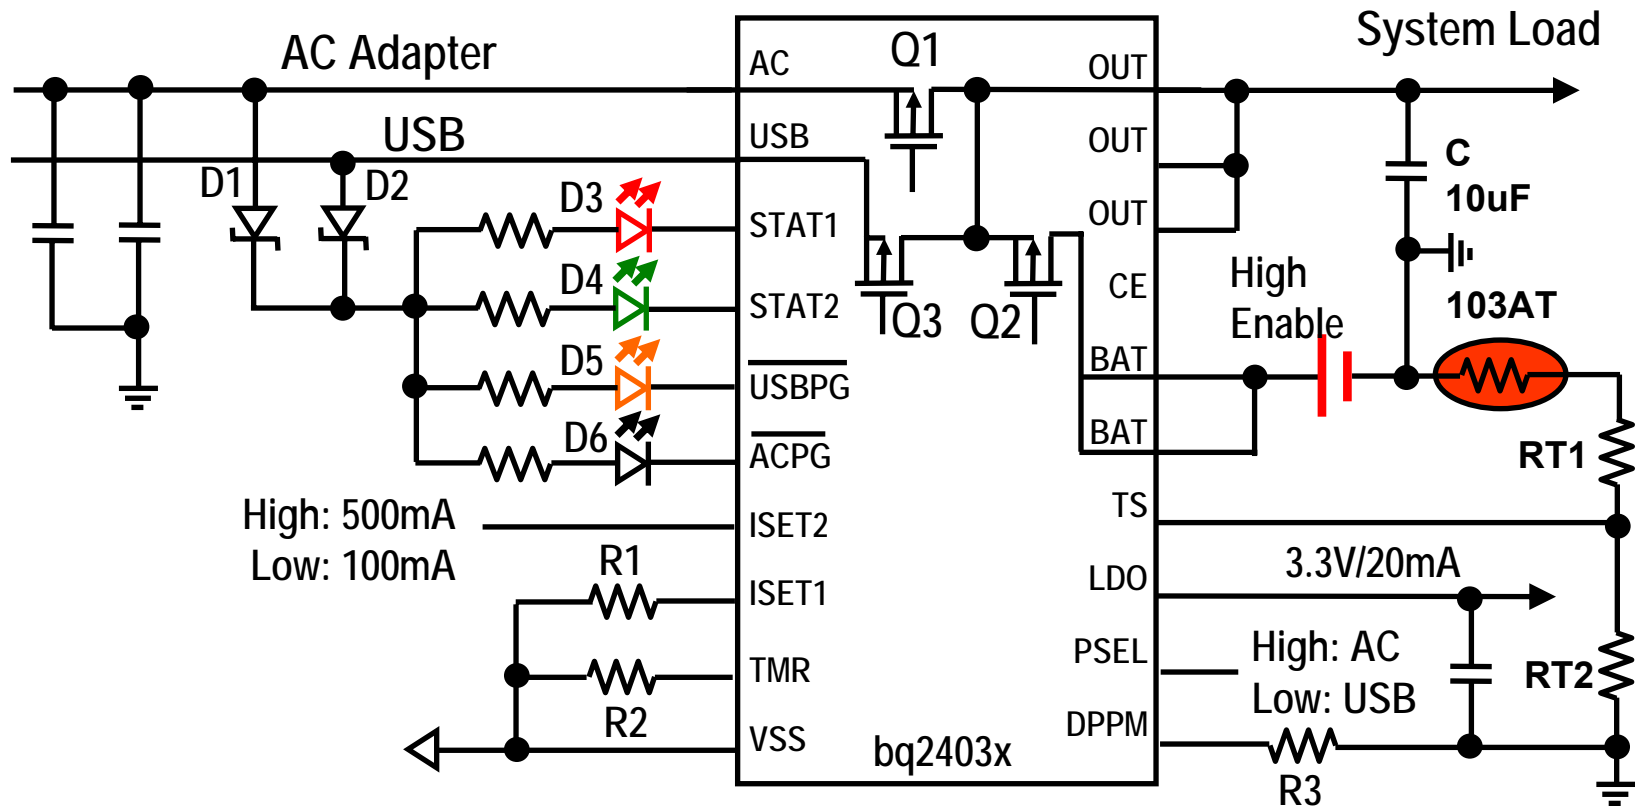 AC Adapter
USB
D1
D2
D3
D4
D5
D6
High: 500mA
Low: 100mA
R1
R2
AC
USB
STAT1
STAT2
USBPG
ACPG
ISET2
ISET1
TMR
VSS
Q1
Q3
Q2
bq2403x
OUT
OUT
OUT
CE
BAT
BAT
TS
LDO
PSEL
DPPM
System Load
C
10uF
High
Enable
103AT
RT1
3.3V/20mA
High: AC
Low: USB
RT2
R3